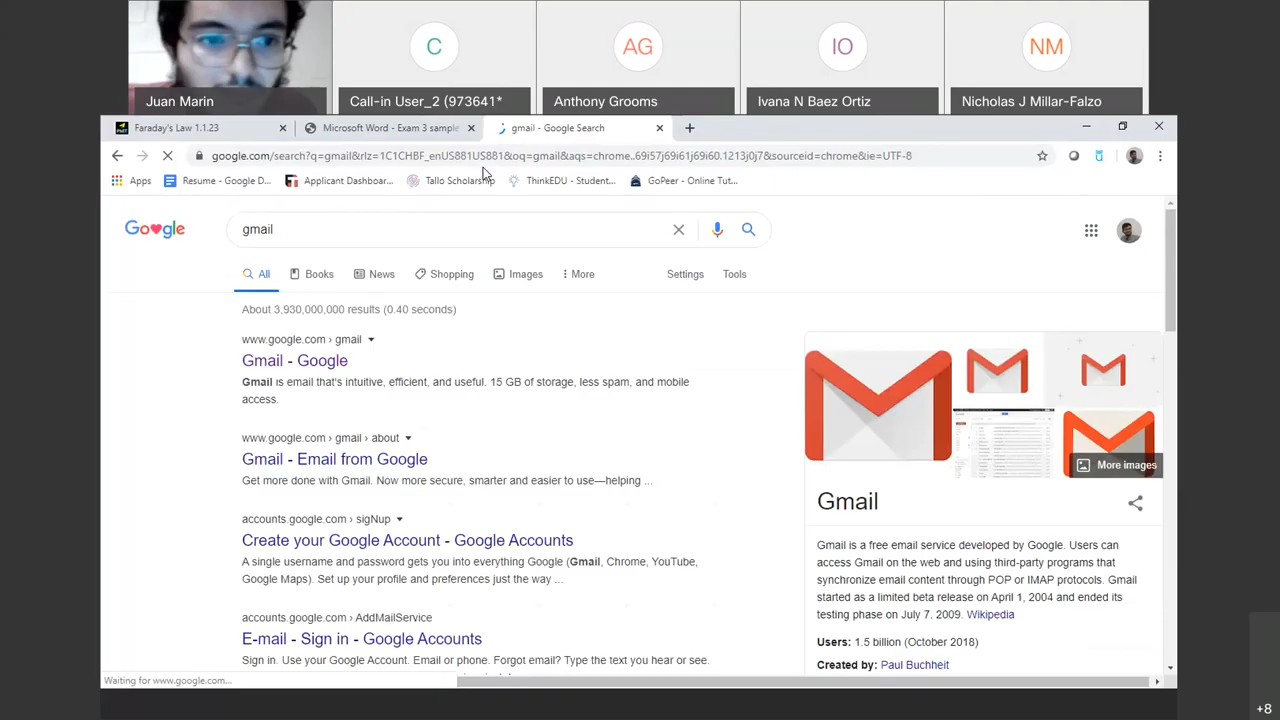 C
AG
IO
NM
Juan Marin
Call-in User_2 (973641*
Anthony Grooms
Ivana N Baez Ortiz
Nicholas J Millar-Falzo
Faraday's Law 1.1.23
Microsoft Word - Exam 3 sample
gmail - Google Search
google.com/search?q=gmail&rlz=1C1CHBF_enUS881US881&oq=gmail&aqs=chrome..69i57j69i61j69i60.1213j0j7&sourceid=chrome&ie=UTF-8
Apps
Resume - Google D...
Applicant Dashboar...
Tallo Scholarship
ThinkEDU - Student...
GoPeer - Online Tut...
Google
gmail
All
Books
News
Shopping
Images
More
Settings
Tools
About 3,930,000,000 results (0.40 seconds)
www.google.com › gmail
Gmail - Google
Gmail is email that's intuitive, efficient, and useful. 15 GB of storage, less spam, and mobile
access.
www.google.com › gmail › about
Gmail - Email from Google
Get more done with Gmail. Now more secure, smarter and easier to use—helping ...
accounts.google.com › sigNup
Create your Google Account - Google Accounts
A single username and password gets you into everything Google (Gmail, Chrome, YouTube,
Google Maps). Set up your profile and preferences just the way ...
accounts.google.com › AddMailService
E-mail - Sign in - Google Accounts
Sign in. Use your Google Account. Email or phone. Forgot email? Type the text you hear or see.
More images
Gmail
Gmail is a free email service developed by Google. Users can
access Gmail on the web and using third-party programs that
synchronize email content through POP or IMAP protocols. Gmail
started as a limited beta release on April 1, 2004 and ended its
testing phase on July 7, 2009. Wikipedia
Users: 1.5 billion (October 2018)
Created by: Paul Buchheit
Waiting for www.google.com...
+8